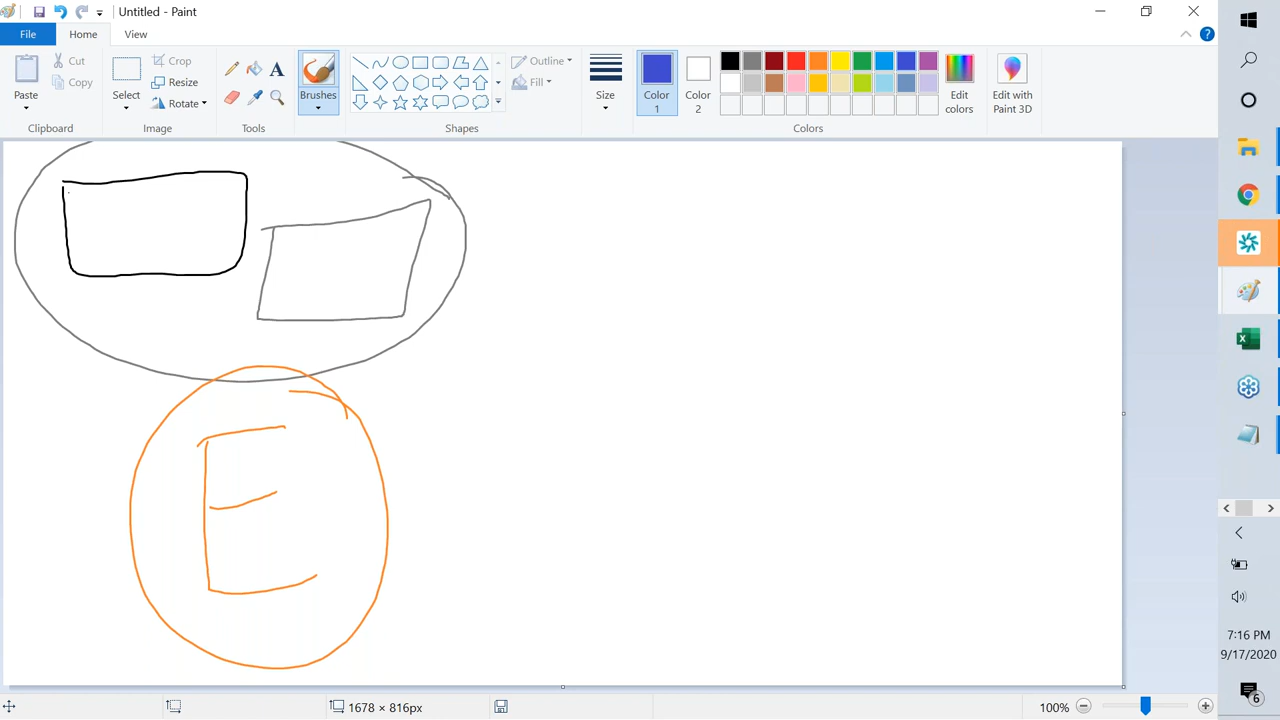 Untitled - Paint
File
Home
View
Paste
Cut
Copy
Clipboard
Select
Crop
Resize
Rotate
Image
A
Tools
Brushes
Outline
Fill
Shapes
Size
Color
1
Color
2
Edit
colors
Edit with
Paint 3D
Colors
E
7:16 PM
9/17/2020
6
1678 × 816px
100%